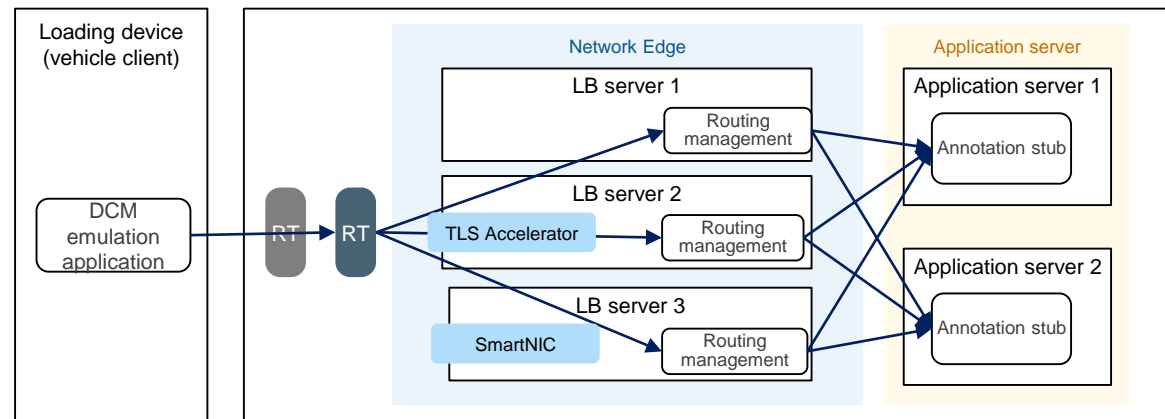 Loading device
(vehicle client)
DCM
emulation
application
RT
RT
Network Edge
LB server 1
Routing
management
LB server 2
TLS Accelerator
Routing
management
LB server 3
SmartNIC
Routing
management
Application server
Application server 1
Annotation stub
Application server 2
Annotation stub